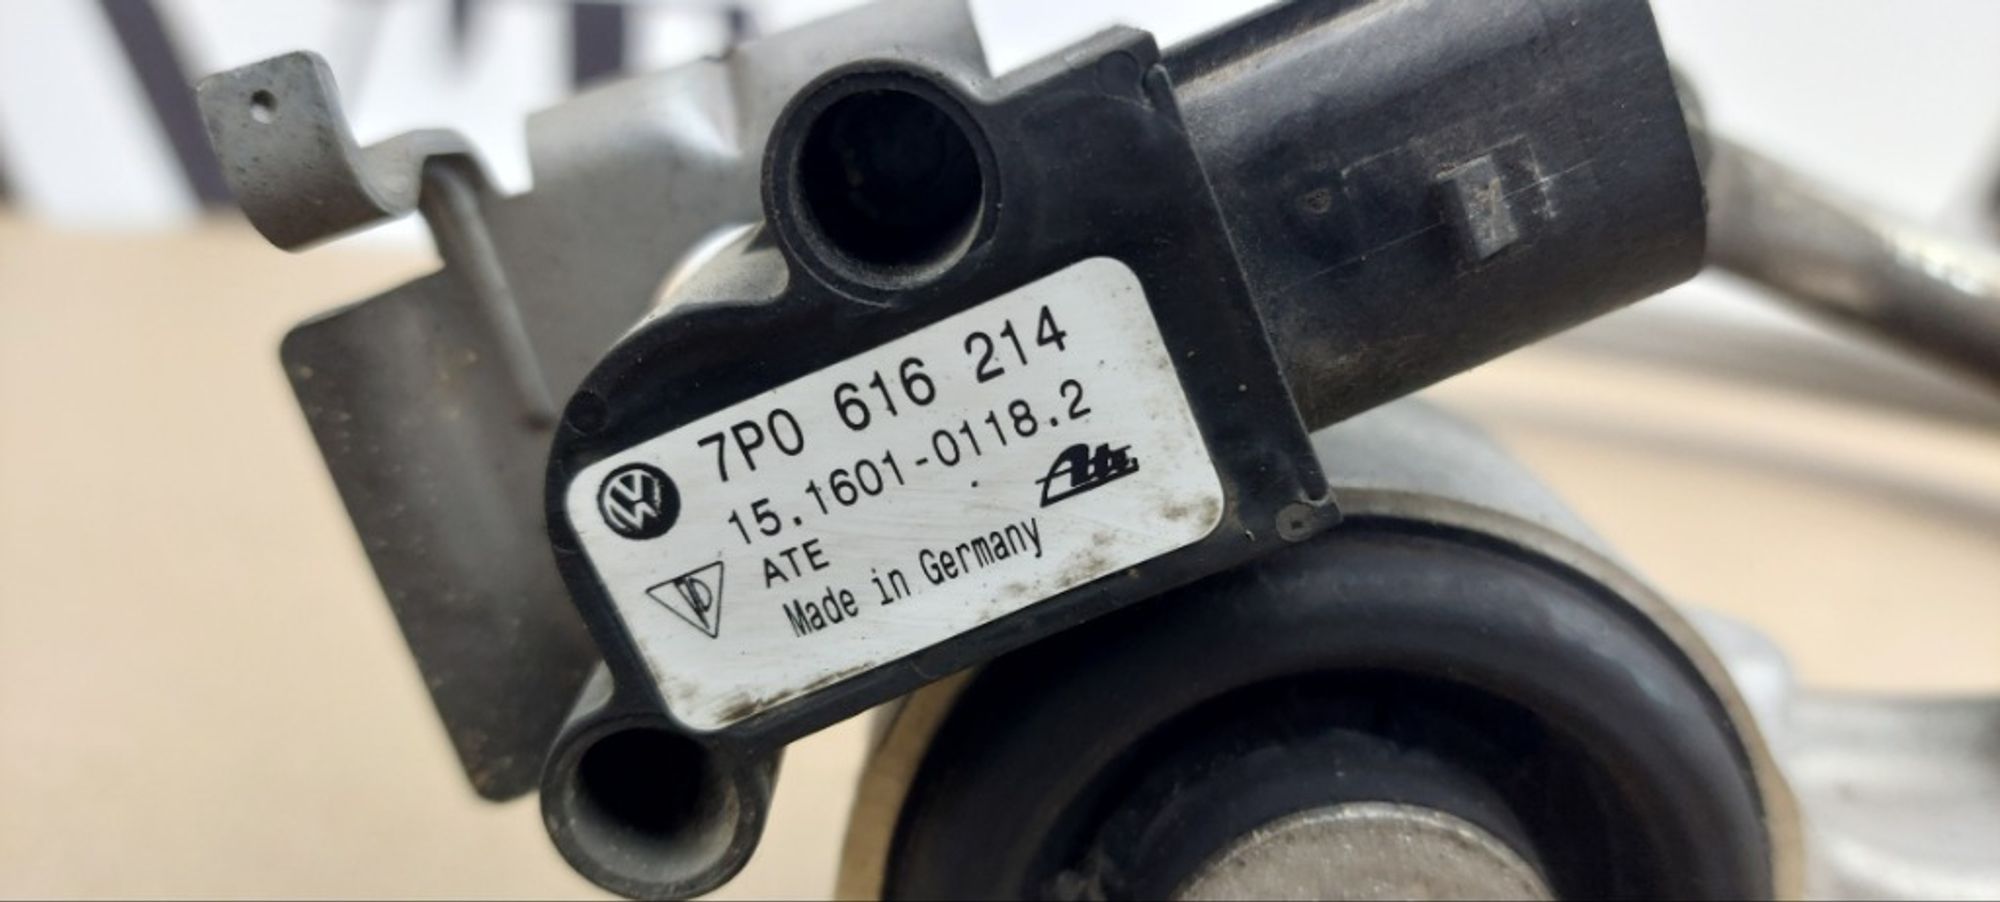 7P0 616 214
15.1601-0118.2
Ate
ATE
Made in Germany